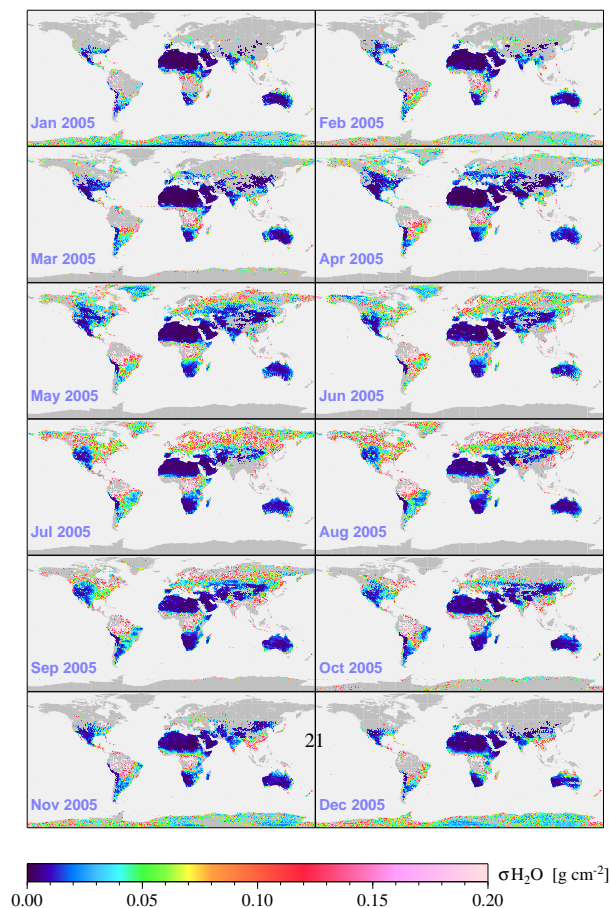 Jan 2005
Feb 2005
Mar 2005
Apr 2005
May 2005
Jun 2005
Jul 2005
Aug 2005
Sep 2005
Oct 2005
21
Nov 2005
Dec 2005
σH₂O [g cm⁻²]
0.00 0.05 0.10 0.15 0.20